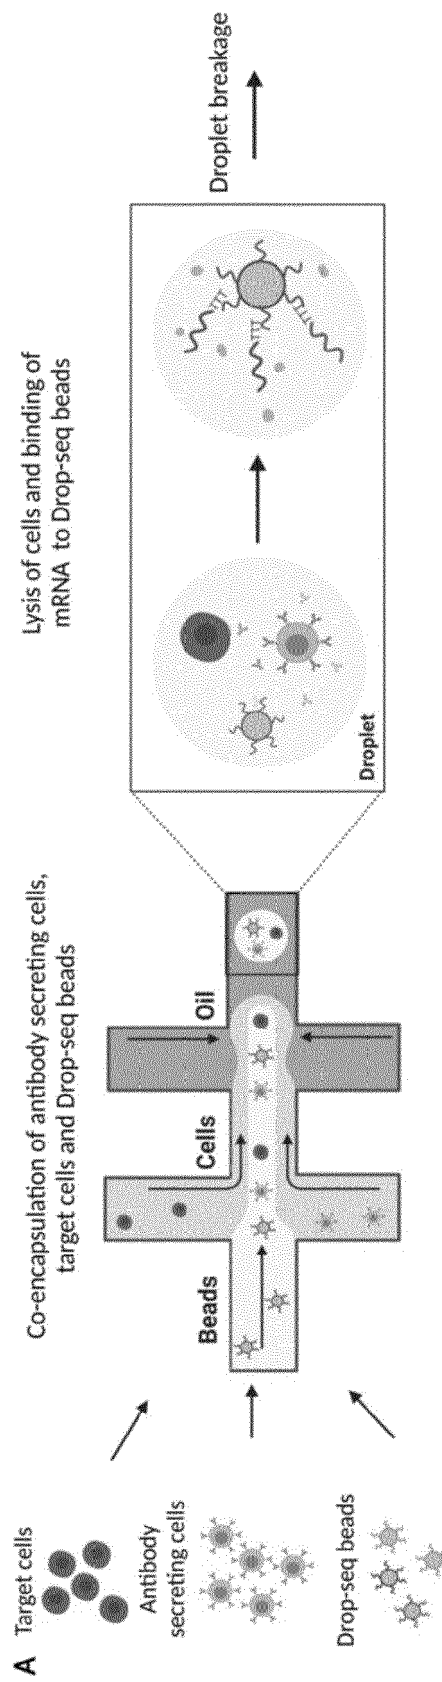 A
Target cells
Antibody
secreting cells
Drop-seq beads
Co-encapsulation of antibody secreting cells,
target cells and Drop-seq beads
Beads
Cells
Oil
Lysis of cells and binding of
mRNA to Drop-seq beads
Droplet
Droplet breakage